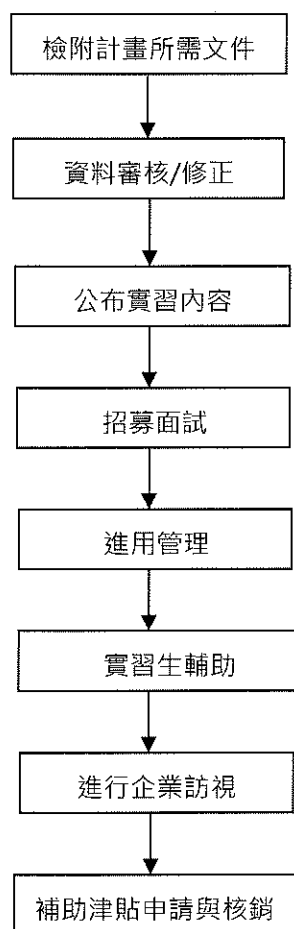 檢附計畫所需文件
資料審核/修正
公布實習內容
招募面試
進用管理
實習生輔助
進行企業訪視
補助津貼申請與核銷